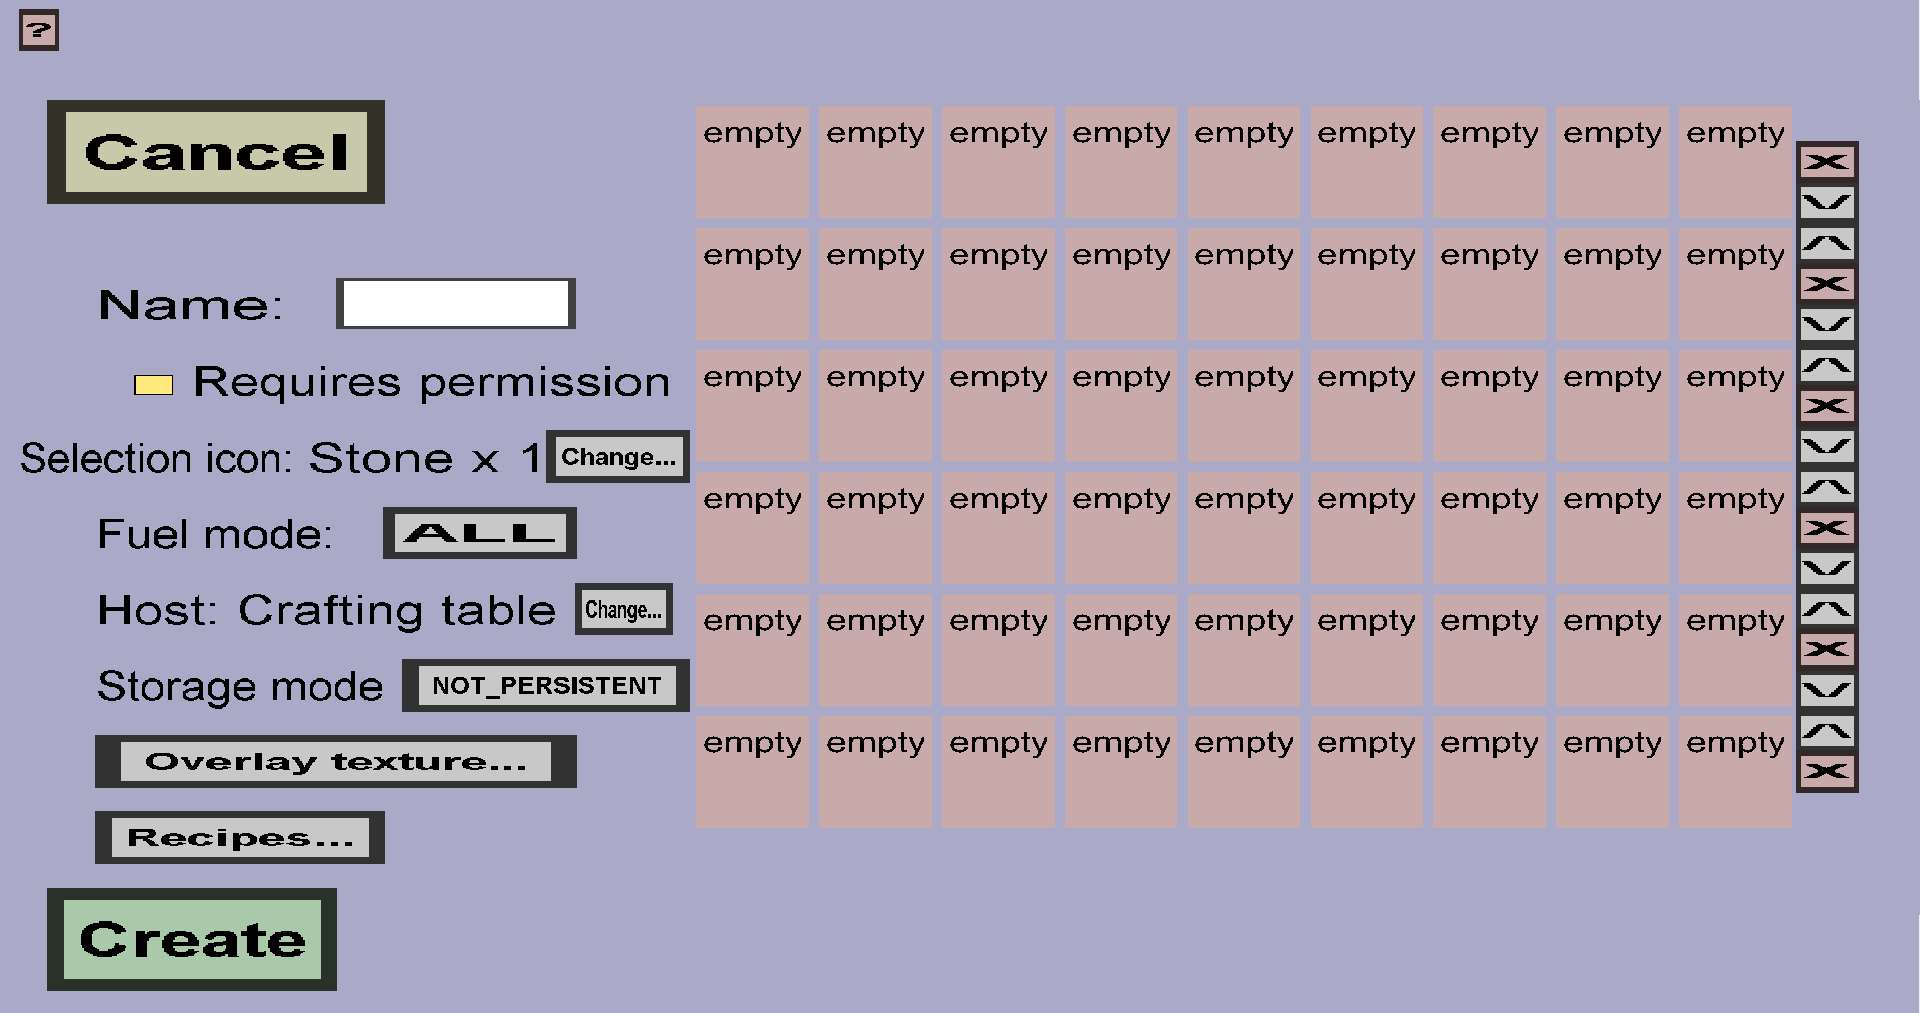 ?
Cancel
Name:
Requires permission
Selection icon: Stone x 1 Change...
Fuel mode: ALL
Host: Crafting table Change...
Storage mode NOT_PERSISTENT
Overlay texture...
Recipes...
Create
empty empty empty empty empty empty empty empty empty
X
V
^
empty empty empty empty empty empty empty empty empty
X
V
^
empty empty empty empty empty empty empty empty empty
X
V
^
empty empty empty empty empty empty empty empty empty
X
V
^
empty empty empty empty empty empty empty empty empty
X
V
^
empty empty empty empty empty empty empty empty empty
X